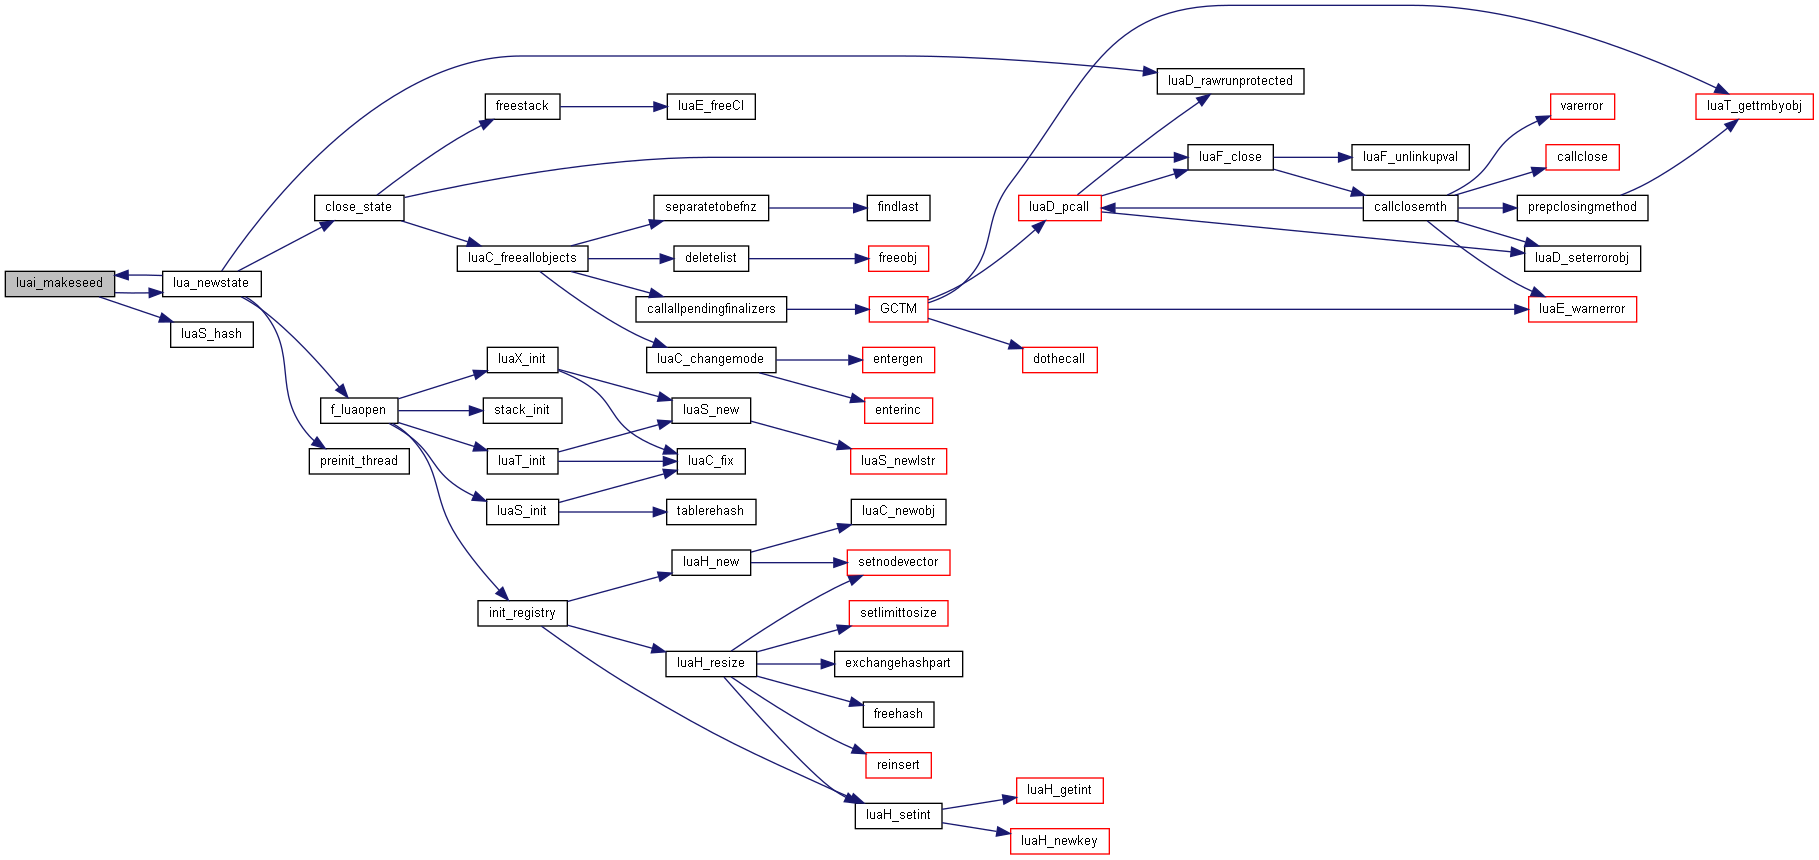 luaD_rawrunprotected
freestack
luaE_freeCI
varerror
luaT_gettmbyobj
luaF_close
luaF_unlinkupval
callclose
close_state
separatetobefnz
findlast
luaD_pcall
callclosemth
prepclosingmethod
luaC_freeallobjects
deletelist
freeobj
luaD_seterrorobj
luai_makeseed
lua_newstate
callallpendingfinalizers
GCTM
luaE_warnerror
luaS_hash
luaX_init
luaC_changemode
entergen
dothecall
f_luaopen
stack_init
luaS_new
enterinc
preinit_thread
luaT_init
luaC_fix
luaS_newlstr
luaS_init
tablerehash
luaC_newobj
luaH_new
setnodevector
init_registry
setlimittosize
luaH_resize
exchangehashpart
freehash
reinsert
luaH_getint
luaH_setint
luaH_newkey